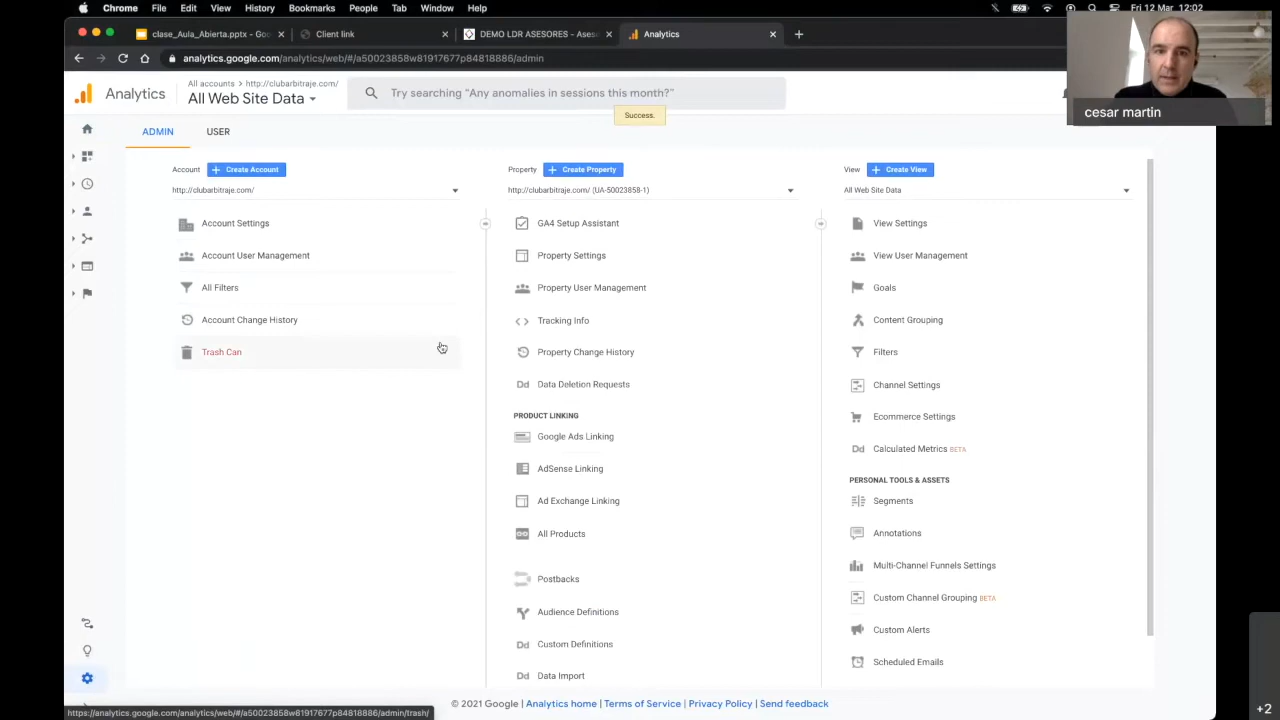 Chrome File Edit View History Bookmarks People Tab Window Help
Fri 12 Mar 12:02
clase_Aula_Abierta.pptx - Goo
Client link
DEMO LDR ASESORES - Ases
Analytics
analytics.google.com/analytics/web/#/a50023858w81917677p84818886/admin
cesar martin
Analytics
All accounts > http://clubarbitraje.com/
All Web Site Data
Try searching "Any anomalies in sessions this month?"
Success.
ADMIN USER
Account + Create Account
http://clubarbitraje.com/
Account Settings
Account User Management
All Filters
Account Change History
Trash Can
Property + Create Property
http://clubarbitraje.com/ (UA-50023858-1)
GA4 Setup Assistant
Property Settings
Property User Management
Tracking Info
Property Change History
Dd Data Deletion Requests
PRODUCT LINKING
Google Ads Linking
AdSense Linking
Ad Exchange Linking
All Products
Postbacks
Audience Definitions
Dd Custom Definitions
Dd Data Import
View + Create View
All Web Site Data
View Settings
View User Management
Goals
Content Grouping
Filters
Channel Settings
Ecommerce Settings
Dd Calculated Metrics BETA
PERSONAL TOOLS & ASSETS
Segments
Annotations
Multi-Channel Funnels Settings
Custom Channel Grouping BETA
Custom Alerts
Scheduled Emails
© 2021 Google | Analytics home | Terms of Service | Privacy Policy | Send feedback
https://analytics.google.com/analytics/web/#/a50023858w81917677p84818886/admin/trash/
+2